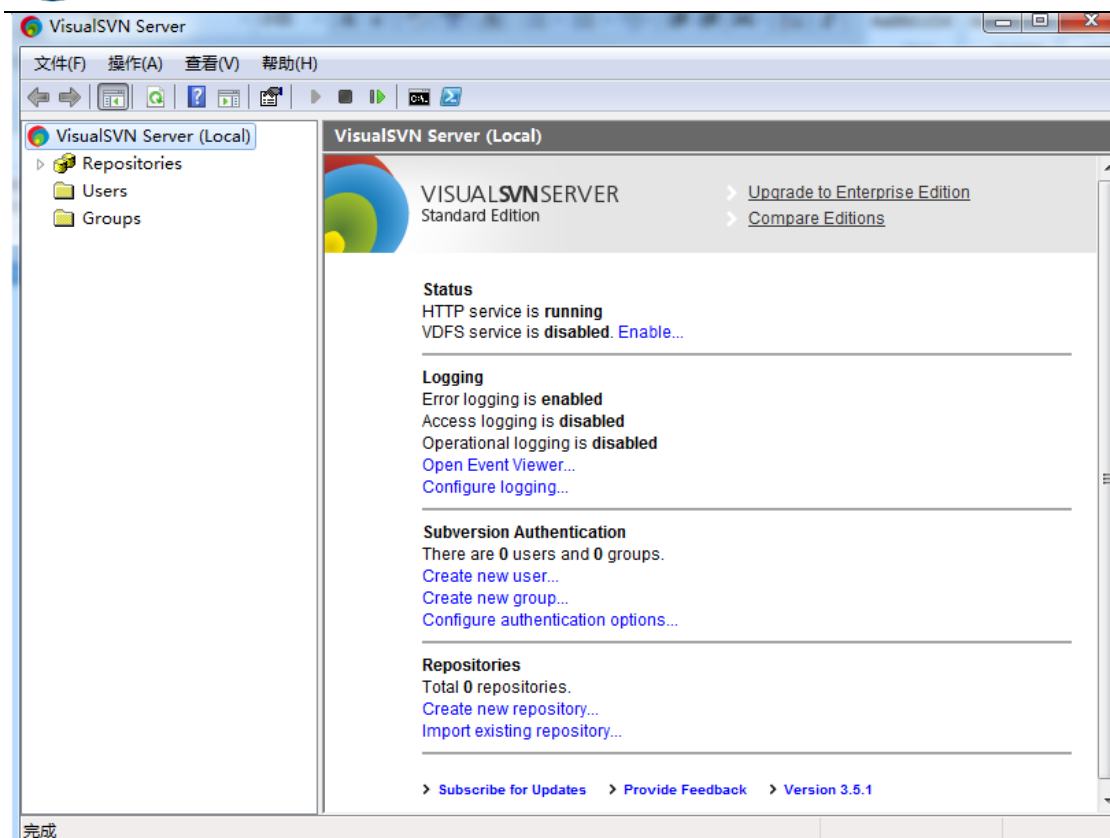 VisualSVN Server
文件(F) 操作(A) 查看(V) 帮助(H)
VisualSVN Server (Local)
Repositories
Users
Groups
VisualSVN Server (Local)
VISUALSVNSERVER
Standard Edition
Upgrade to Enterprise Edition
Compare Editions
Status
HTTP service is running
VDFS service is disabled. Enable...
Logging
Error logging is enabled
Access logging is disabled
Operational logging is disabled
Open Event Viewer...
Configure logging...
Subversion Authentication
There are 0 users and 0 groups.
Create new user...
Create new group...
Configure authentication options...
Repositories
Total 0 repositories.
Create new repository...
Import existing repository...
Subscribe for Updates Provide Feedback Version 3.5.1
完成